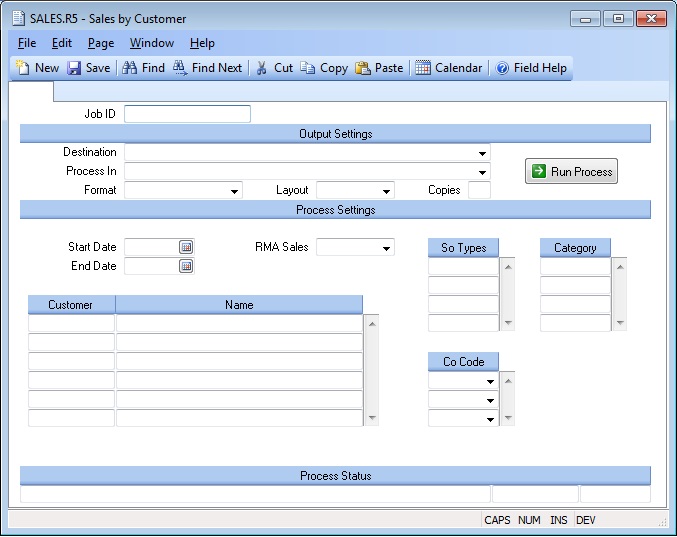 SALES.R5 - Sales by Customer
File Edit Page Window Help
New Save Find Find Next Cut Copy Paste Calendar Field Help
Job ID
Output Settings
Destination
Process In
Run Process
Format Layout Copies
Process Settings
Start Date RMA Sales So Types Category
End Date
Customer Name
Co Code
Process Status
CAPS NUM INS DEV